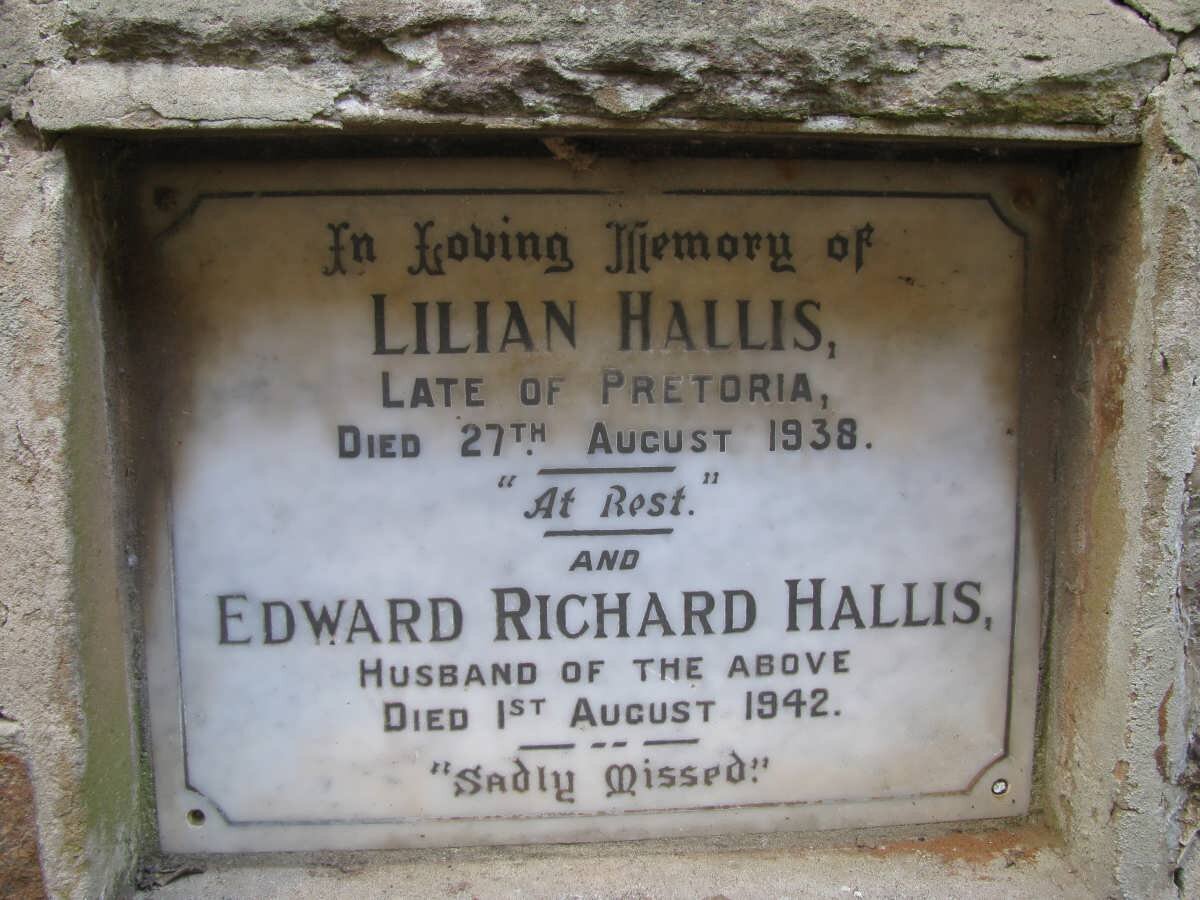 In Loving Memory of
LILIAN HALLIS,
LATE OF PRETORIA,
DIED 27TH. AUGUST 1938.
"At Rest."
AND
EDWARD RICHARD HALLIS,
HUSBAND OF THE ABOVE
DIED 1ST AUGUST 1942.
"Sadly Missed."